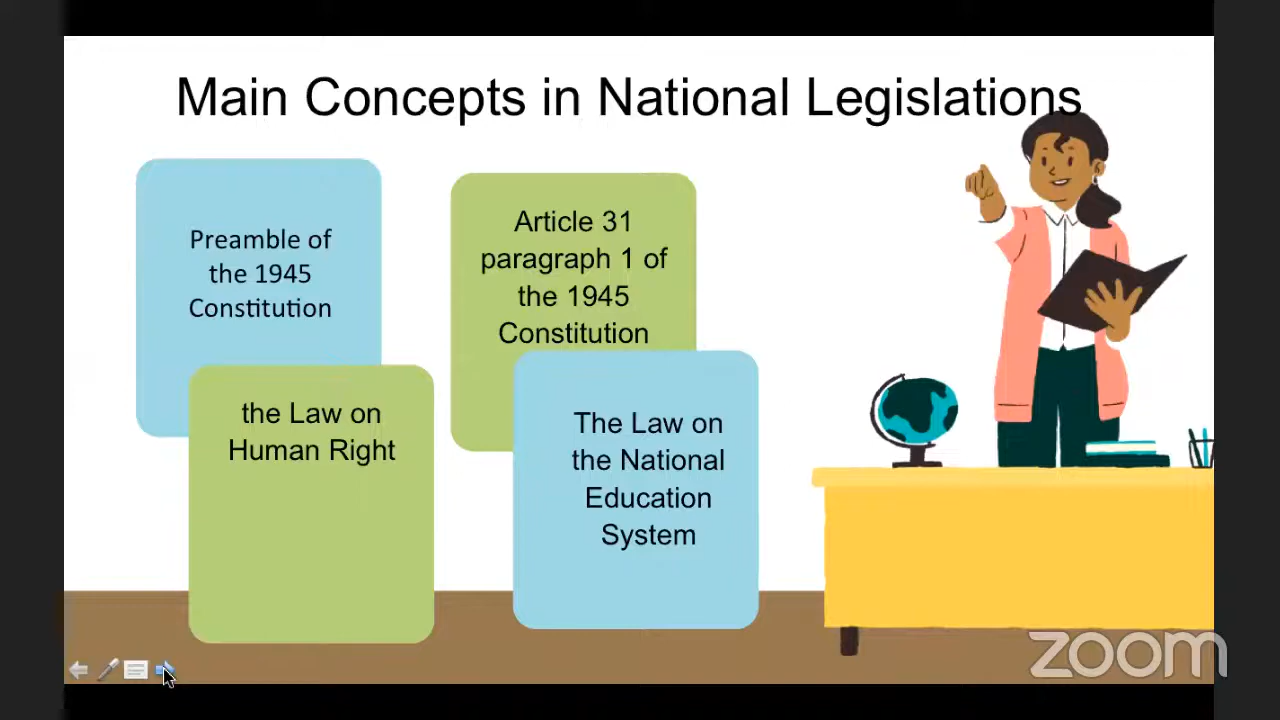 Main Concepts in National Legislations
Preamble of
the 1945
Constitution
Article 31
paragraph 1 of
the 1945
Constitution
the Law on
Human Right
The Law on
the National
Education
System
zoom